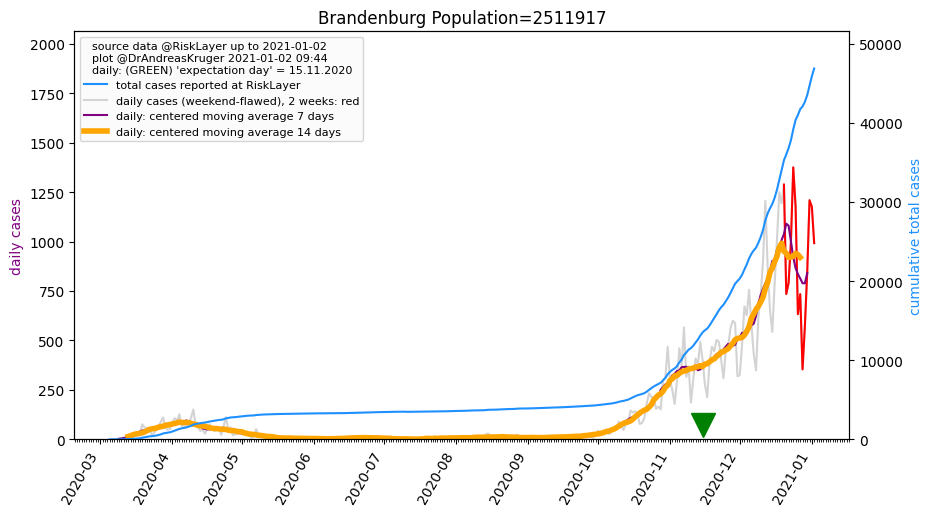 Brandenburg Population=2511917
source data @RiskLayer up to 2021-01-02
plot @DrAndreasKruger 2021-01-02 09:44
daily: (GREEN) 'expectation day' = 15.11.2020
total cases reported at RiskLayer
daily cases (weekend-flawed), 2 weeks: red
daily: centered moving average 7 days
daily: centered moving average 14 days
daily cases
2000
1750
1500
1250
1000
750
500
250
0
50000
40000
30000
20000
10000
0
cumulative total cases
2020-03
2020-04
2020-05
2020-06
2020-07
2020-08
2020-09
2020-10
2020-11
2020-12
2021-01